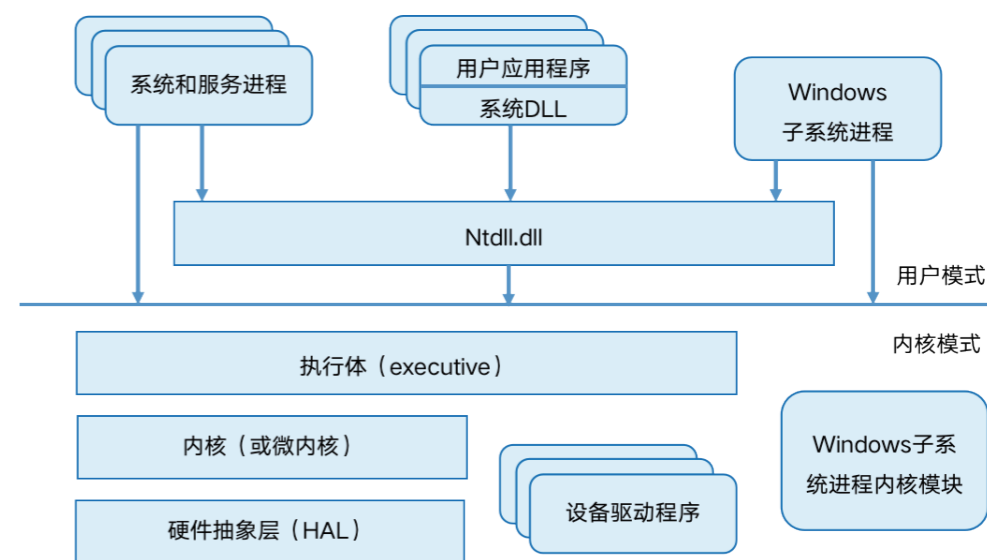 系统和服务进程
用户应用程序
系统DLL
Windows
子系统进程
Ntdll.dll
用户模式
内核模式
执行体（executive）
内核（或微内核）
Windows子系
统进程内核模块
设备驱动程序
硬件抽象层（HAL）